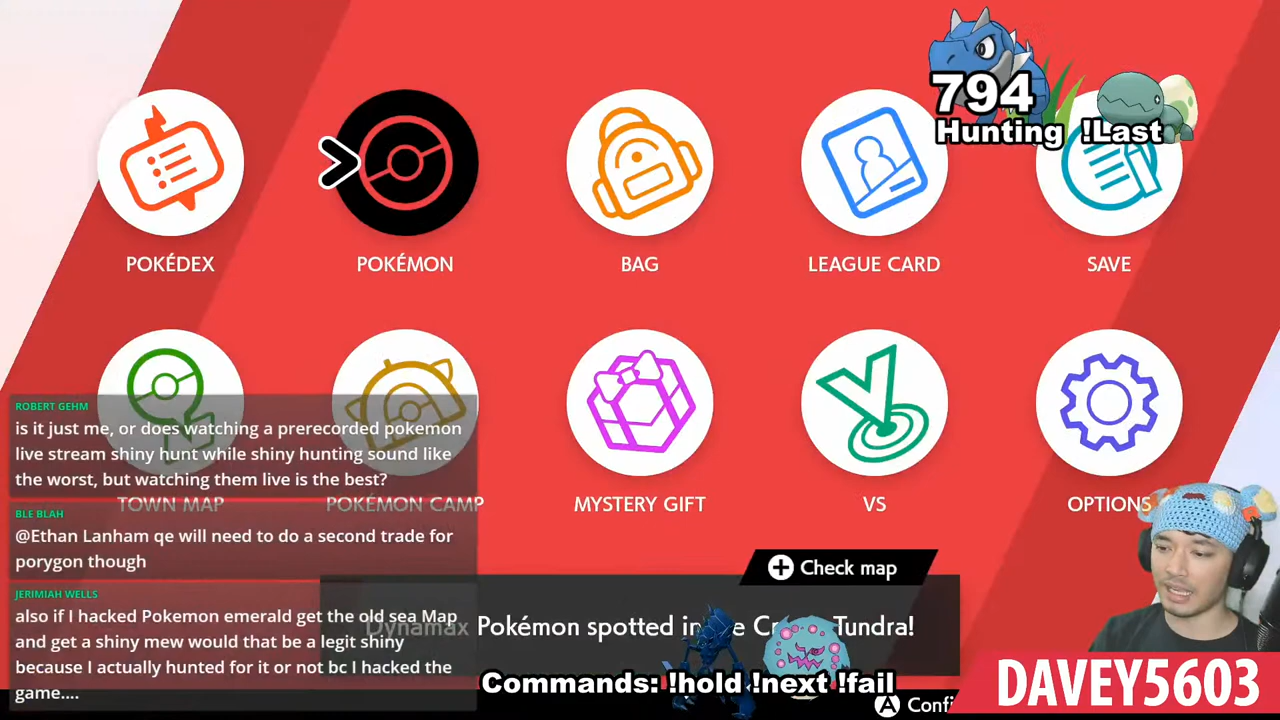 794
Hunting !Last
POKÉDEX
POKÉMON
BAG
LEAGUE CARD
SAVE
TOWN MAP
POKÉMON CAMP
MYSTERY GIFT
VS
OPTIONS
ROBERT GEHM
is it just me, or does watching a prerecorded pokemon
live stream shiny hunt while shiny hunting sound like
the worst, but watching them live is the best?
BLE BLAH
@Ethan Lanham qe will need to do a second trade for
porygon though
JERIMIAH WELLS
also if I hacked Pokemon emerald get the old sea Map
and get a shiny mew would that be a legit shiny
because I actually hunted for it or not bc I hacked the
game....
Check map
Dynamax Pokémon spotted in Tundra!
Commands: !hold !next !fail
A
DAVEY5603